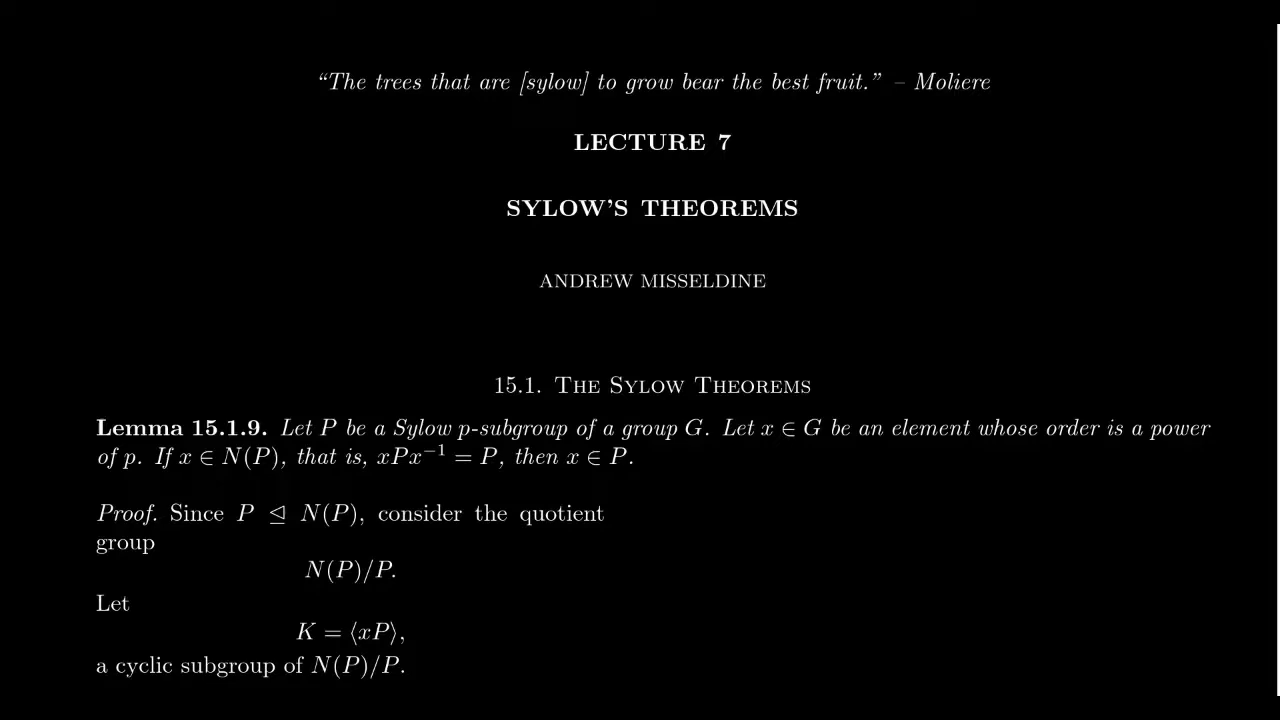 “The trees that are [sylow] to grow bear the best fruit.” – Moliere
LECTURE 7
SYLOW’S THEOREMS
ANDREW MISSELDINE
15.1. The Sylow Theorems
Lemma 15.1.9. Let P be a Sylow p-subgroup of a group G. Let x ∈ G be an element whose order is a power
of p. If x ∈ N(P), that is, xPx⁻¹ = P, then x ∈ P.
Proof. Since P ⊴ N(P), consider the quotient
group
N(P)/P.
Let
K = ⟨xP⟩,
a cyclic subgroup of N(P)/P.